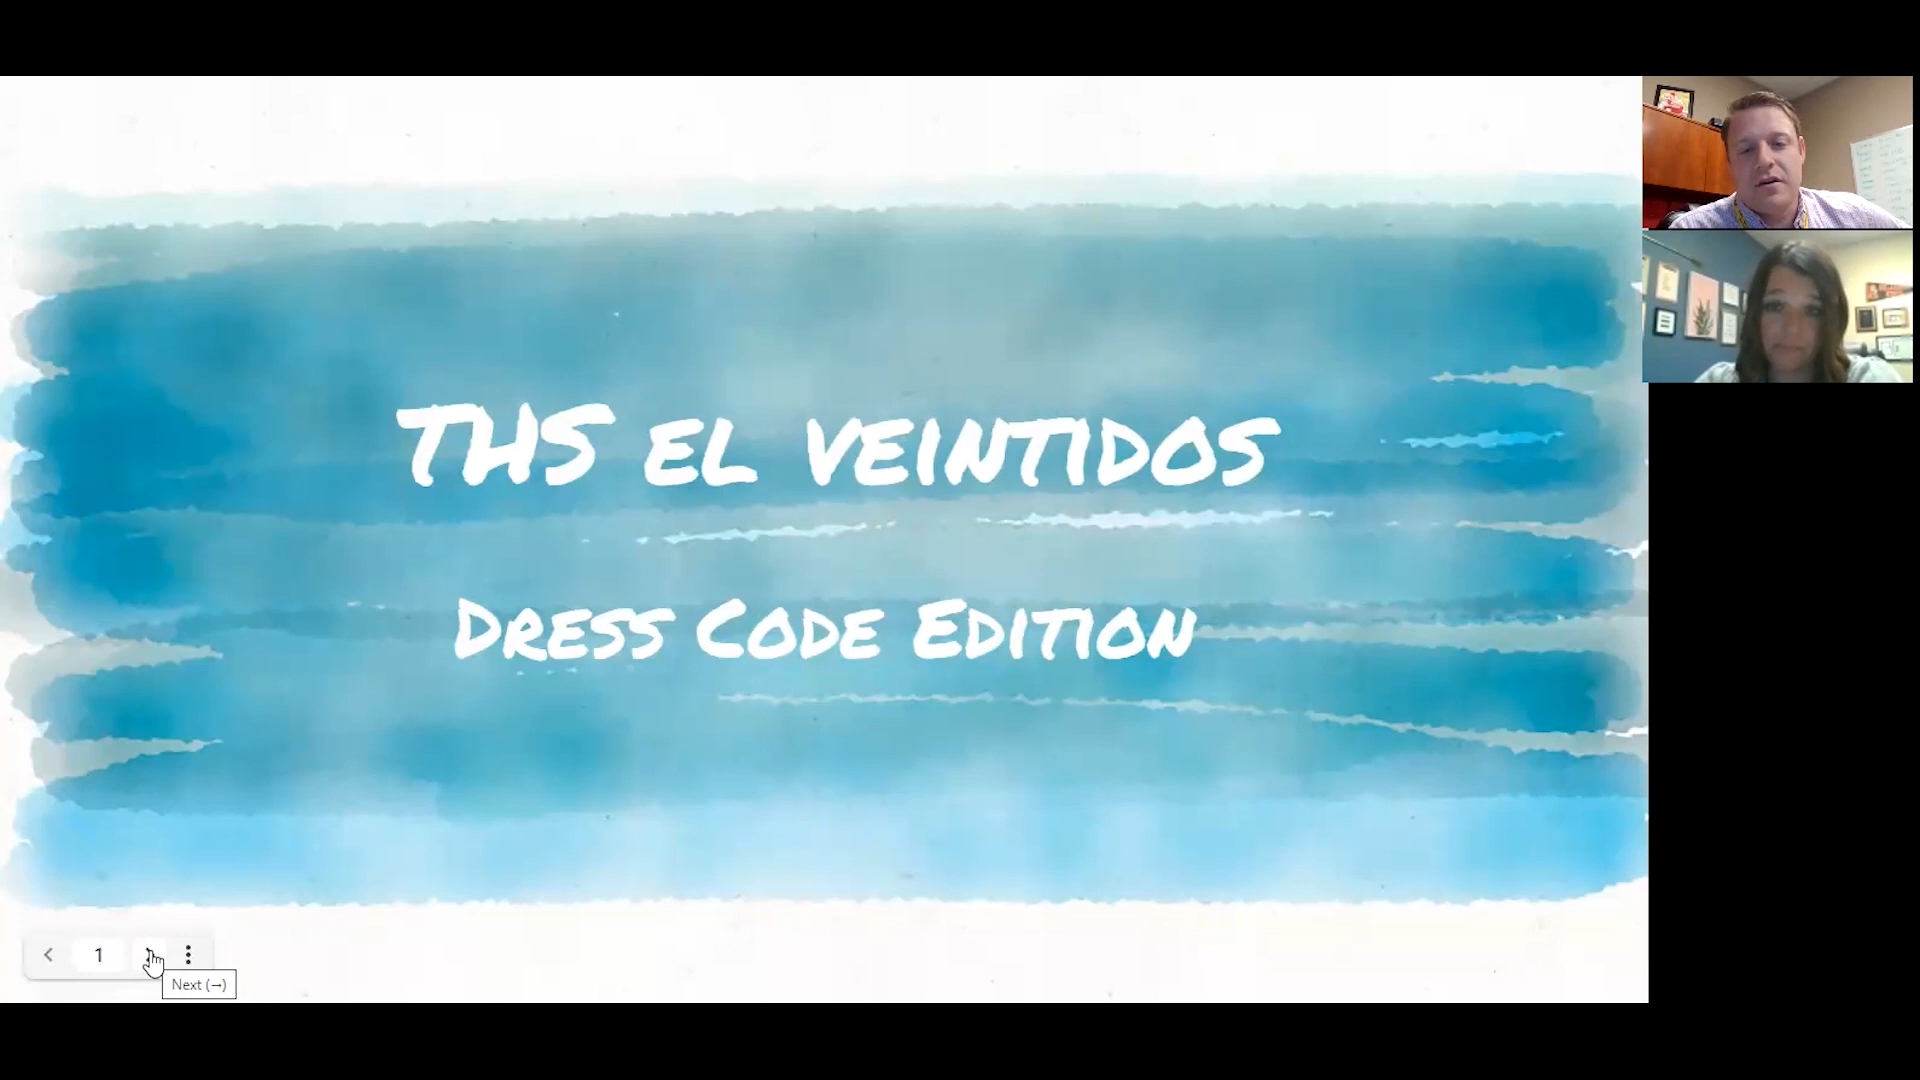 THS EL VEINTIDOS
DRESS CODE EDITION
1
Next (→)